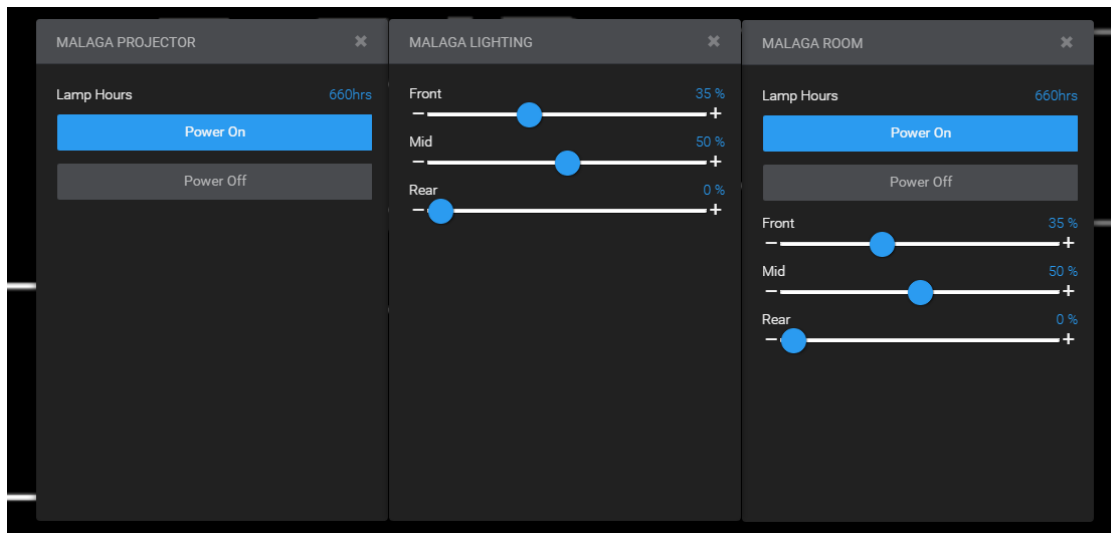 MALAGA PROJECTOR
Lamp Hours 660hrs
Power On
Power Off
MALAGA LIGHTING
Front 35 %
Mid 50 %
Rear 0 %
MALAGA ROOM
Lamp Hours 660hrs
Power On
Power Off
Front 35 %
Mid 50 %
Rear 0 %